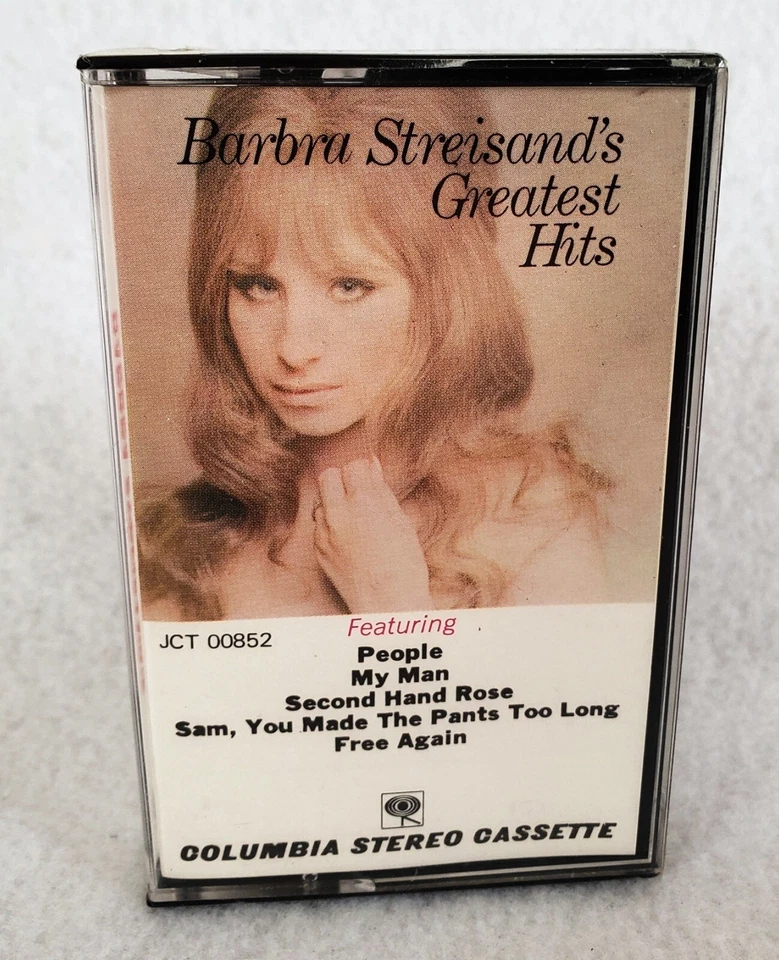 Barbra Streisand's
Greatest
Hits
Featuring
JCT 00852
People
My Man
Second Hand Rose
Sam, You Made The Pants Too Long
Free Again
COLUMBIA STEREO CASSETTE